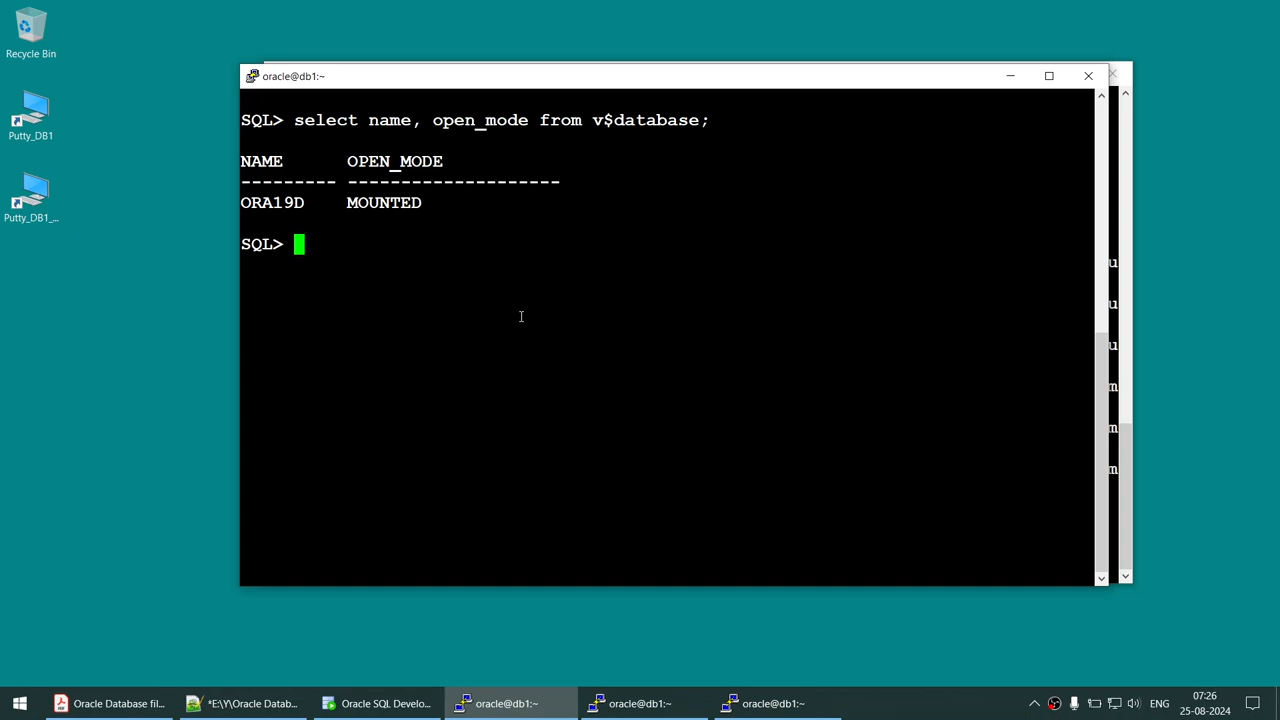 Recycle Bin
Putty_DB1
Putty_DB1_...
oracle@db1:~
SQL> select name, open_mode from v$database;
NAME OPEN_MODE
--------- --------------------
ORA19D MOUNTED
SQL>
u
u
u
m
m
m
Oracle Database fil...
*E:\Y\Oracle Datab...
Oracle SQL Develo...
oracle@db1:~
oracle@db1:~
oracle@db1:~
ENG
07:26
25-08-2024